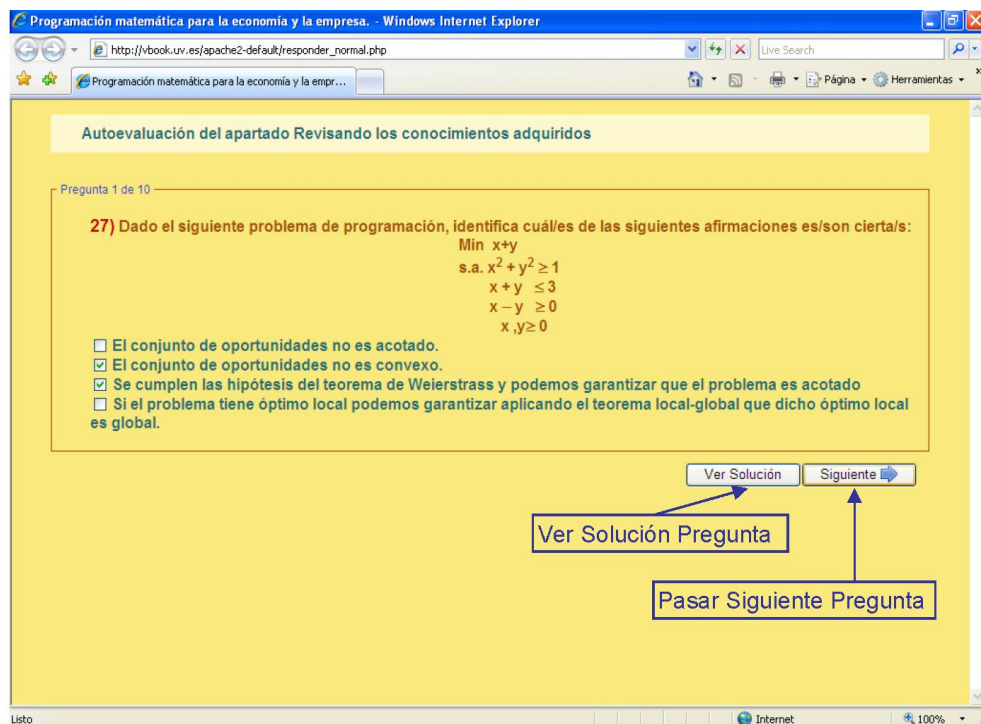 Programación matemática para la economía y la empresa. - Windows Internet Explorer
http://vbook.uv.es/apache2-default/responder_normal.php
Live Search
Programación matemática para la economía y la empr...
Página
Herramientas
Autoevaluación del apartado Revisando los conocimientos adquiridos
Pregunta 1 de 10
27) Dado el siguiente problema de programación, identifica cuál/es de las siguientes afirmaciones es/son cierta/s:
Min x+y
s.a. x² + y² ≥ 1
x + y ≤ 3
x – y ≥ 0
x ,y≥ 0
El conjunto de oportunidades no es acotado.
El conjunto de oportunidades no es convexo.
Se cumplen las hipótesis del teorema de Weierstrass y podemos garantizar que el problema es acotado
Si el problema tiene óptimo local podemos garantizar aplicando el teorema local-global que dicho óptimo local
es global.
Ver Solución
Siguiente
Ver Solución Pregunta
Pasar Siguiente Pregunta
Listo
Internet
100%